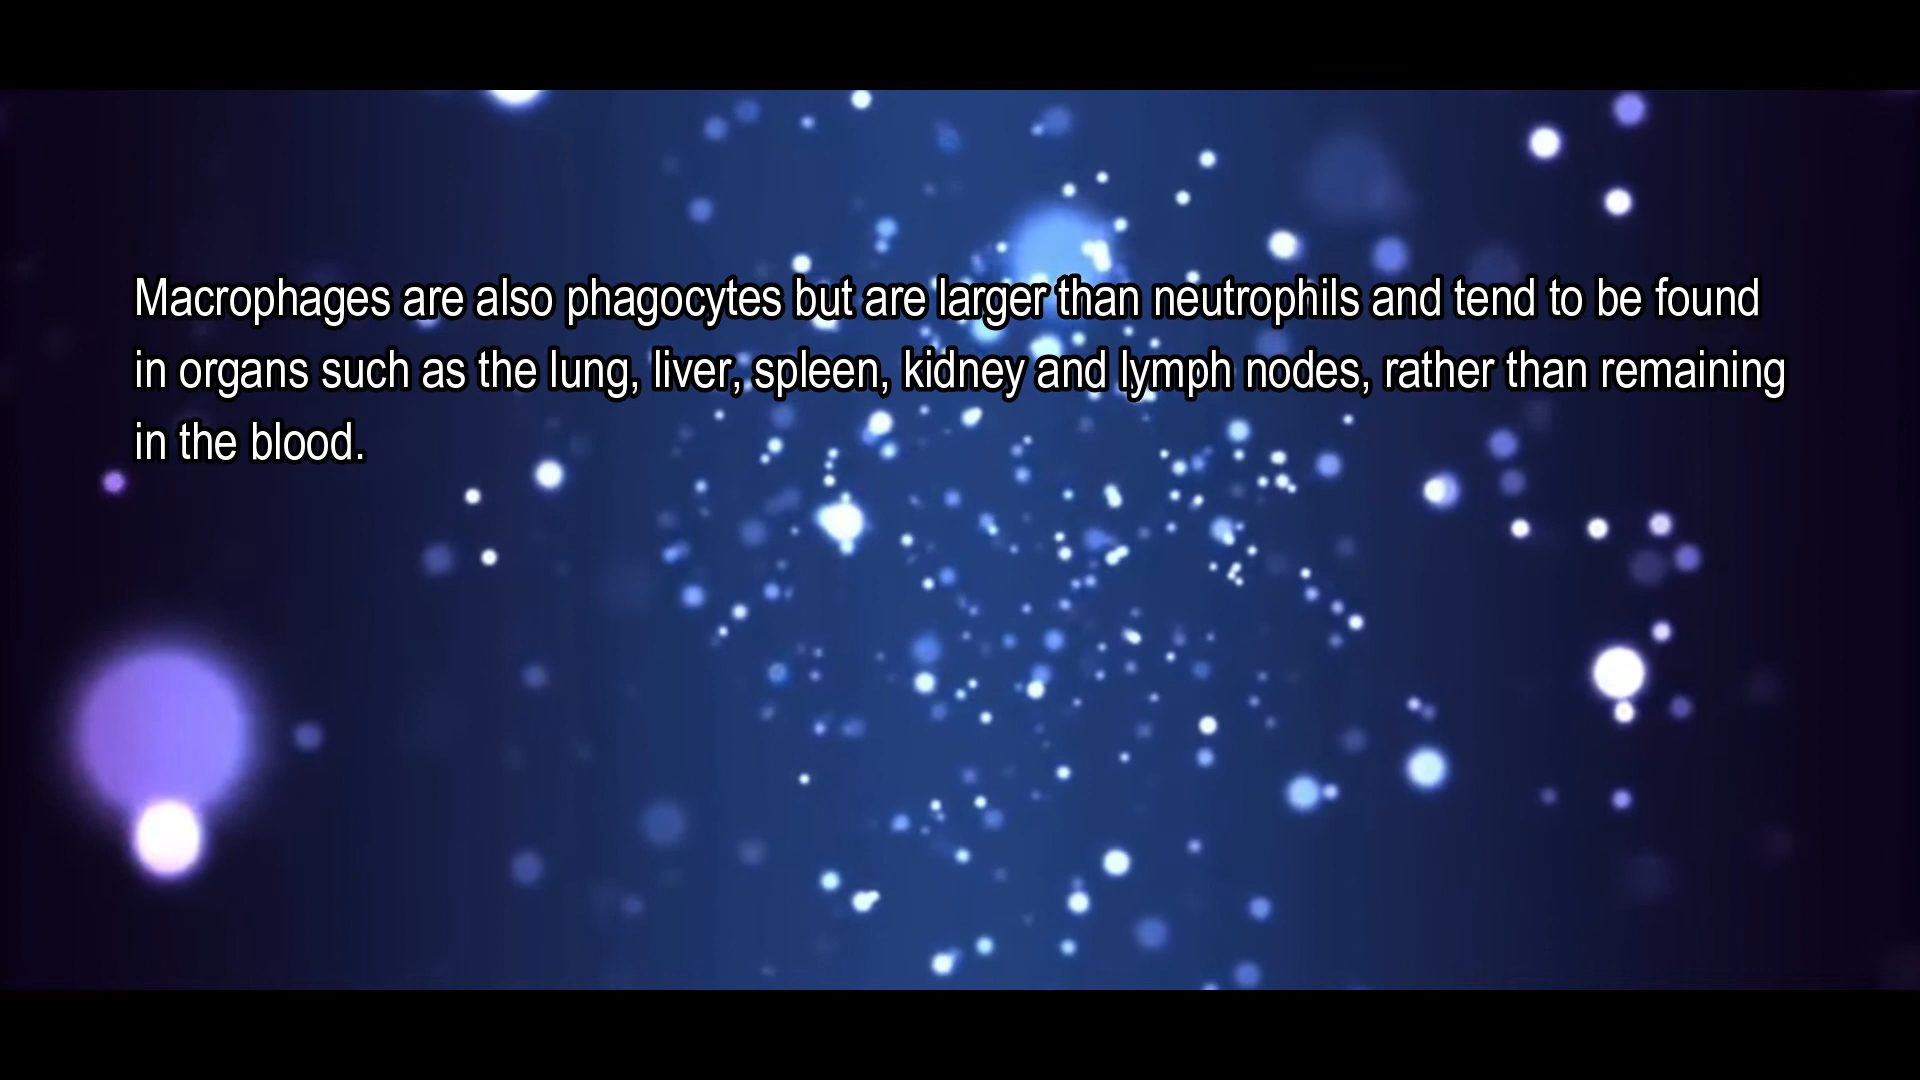 Macrophages are also phagocytes but are larger than neutrophils and tend to be found
in organs such as the lung, liver, spleen, kidney and lymph nodes, rather than remaining
in the blood.